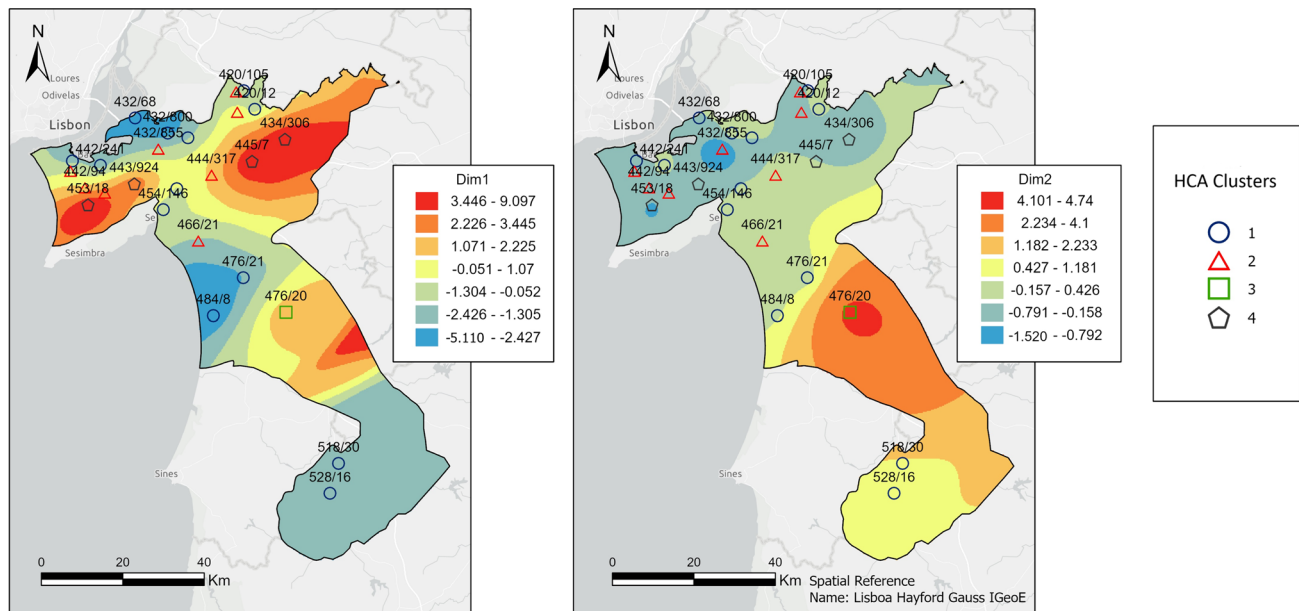 N
Loures
Odivelas
Lisbon
420/105
420/12
432/68
432/800
432/855
434/306
442/241
445/7
443/924
444/317
442/94
453/18
454/146
Se
Sesimbra
466/21
476/21
484/8
476/20
518/30
528/16
Sines
0 20 40
Km
Dim1
3.446 - 9.097
2.226 - 3.445
1.071 - 2.225
-0.051 - 1.07
-1.304 - -0.052
-2.426 - -1.305
-5.110 - -2.427
N
Loures
Odivelas
Lisbon
420/105
420/12
432/68
432/800
432/855
434/306
442/241
445/7
443/924
444/317
442/94
453/18
454/146
Se
Sesimbra
466/21
476/21
484/8
476/20
518/30
528/16
Sines
0 20 40
Km
Spatial Reference
Name: Lisboa Hayford Gauss IGeoE
Dim2
4.101 - 4.74
2.234 - 4.1
1.182 - 2.233
0.427 - 1.181
-0.157 - 0.426
-0.791 - -0.158
-1.520 - -0.792
HCA Clusters
1
2
3
4